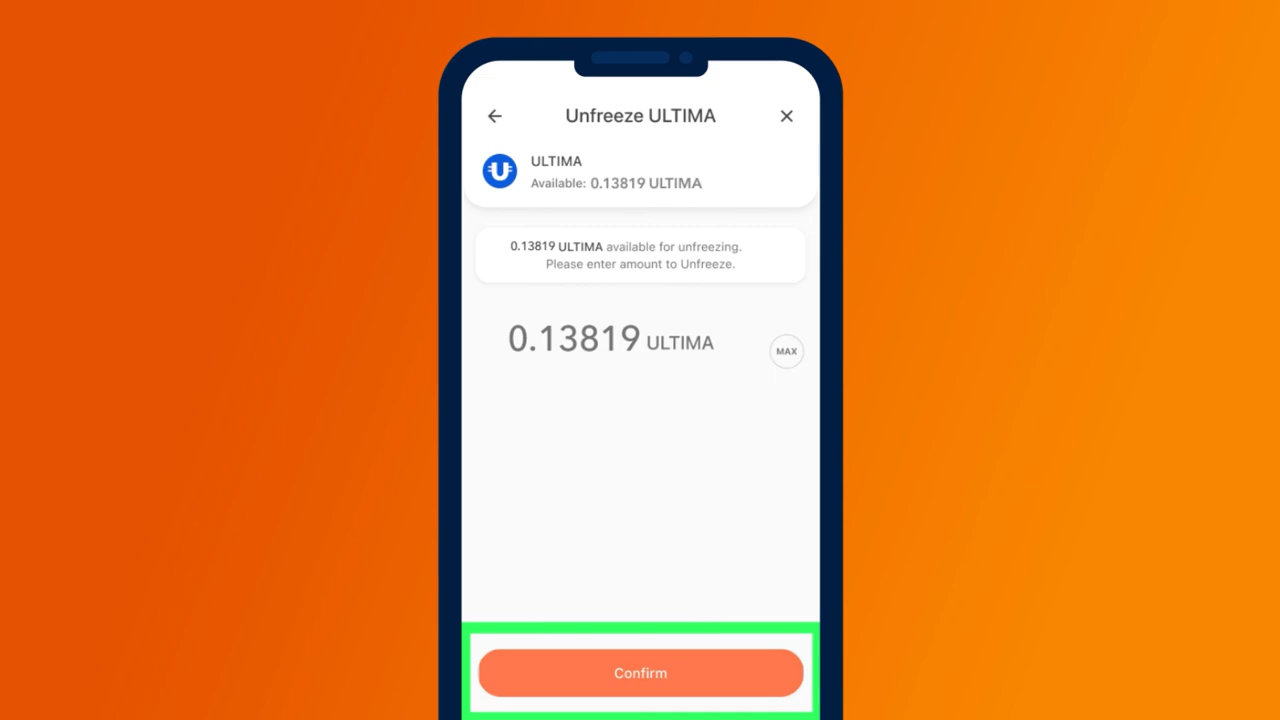 Unfreeze ULTIMA
ULTIMA
Available: 0.13819 ULTIMA
0.13819 ULTIMA available for unfreezing.
Please enter amount to Unfreeze.
0.13819 ULTIMA
MAX
Confirm